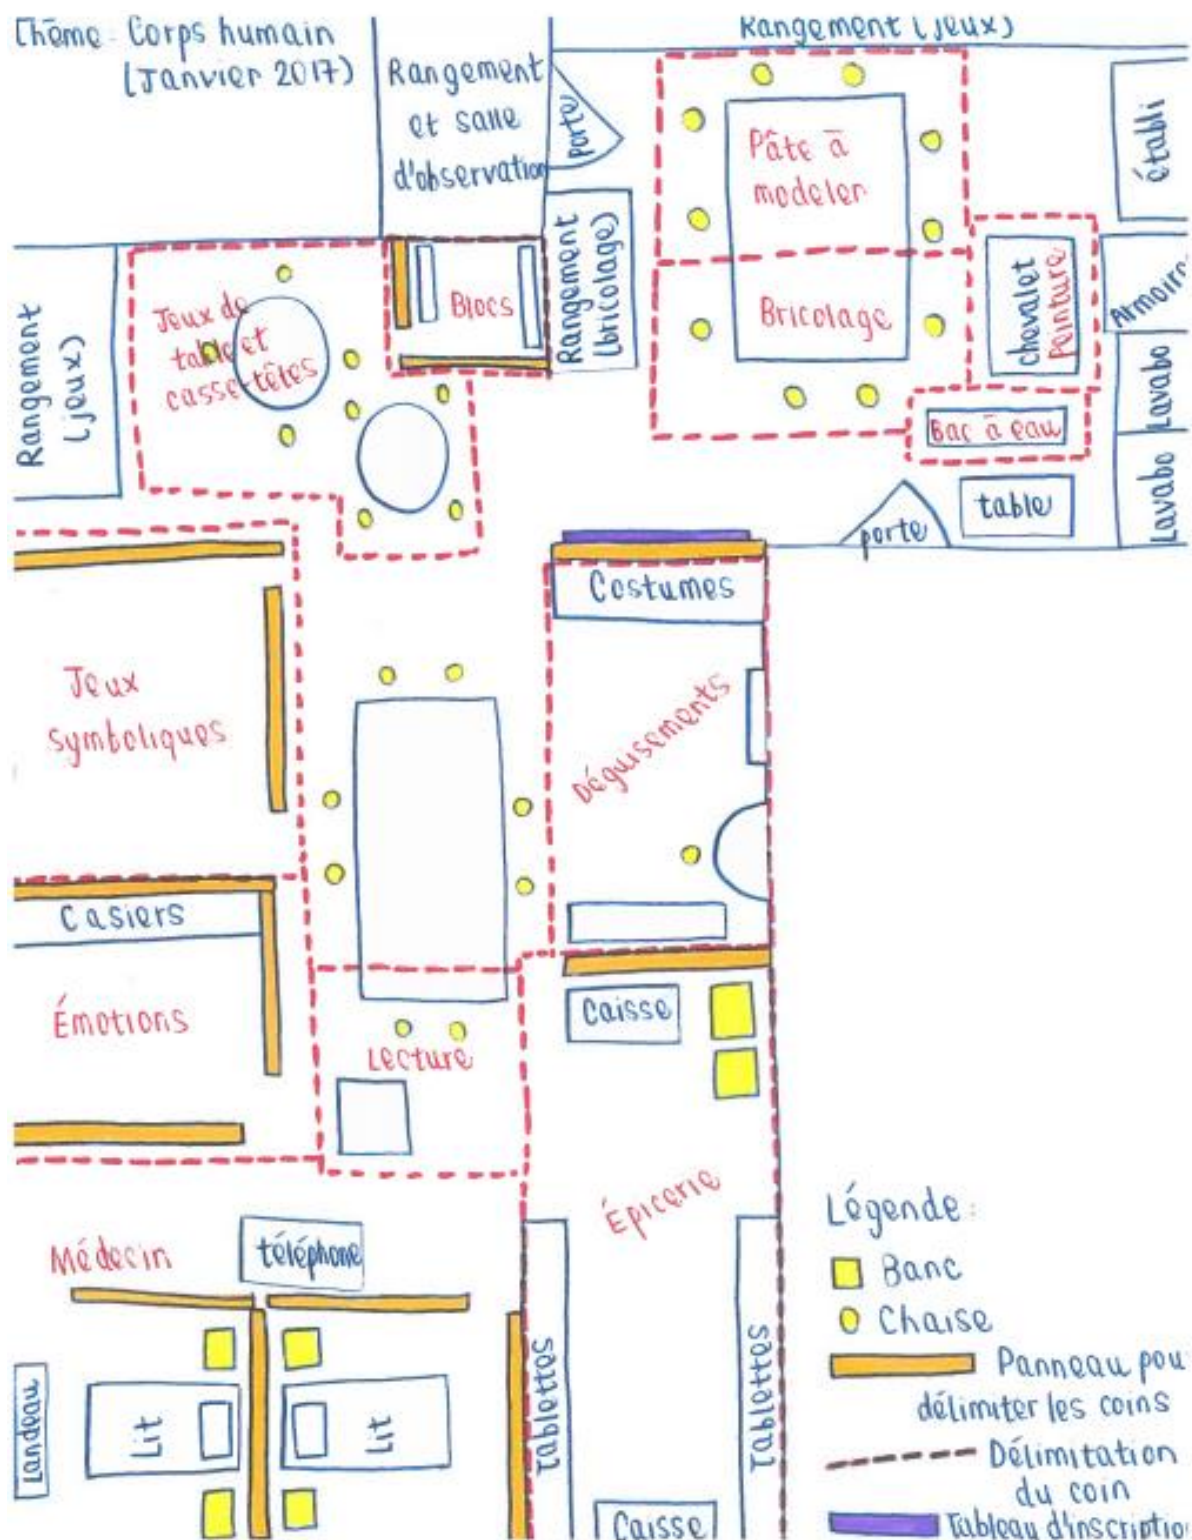 Thème: Corps humain
(Janvier 2017)
Rangement
et salle
d'observation
porte
Rangement (jeux)
Pâte à
modeler
Bricolage
établi
chevalet
Peinture
Armoire
Lavabo
Lavabo
Bac à eau
table
porte
Rangement
(bricolage)
Blocs
Jeux de
table et
casse-têtes
Rangement
(jeux)
Costumes
Déguisements
Jeux
symboliques
Casiers
Émotions
Lecture
Caisse
Épicerie
Tablettes
Tablettes
Caisse
Médecin
téléphone
Landeau
Lit
Lit
Légende:
Banc
Chaise
Panneau pou
délimiter les coins
Délimitation
du coin
Tableau d'inscriptio